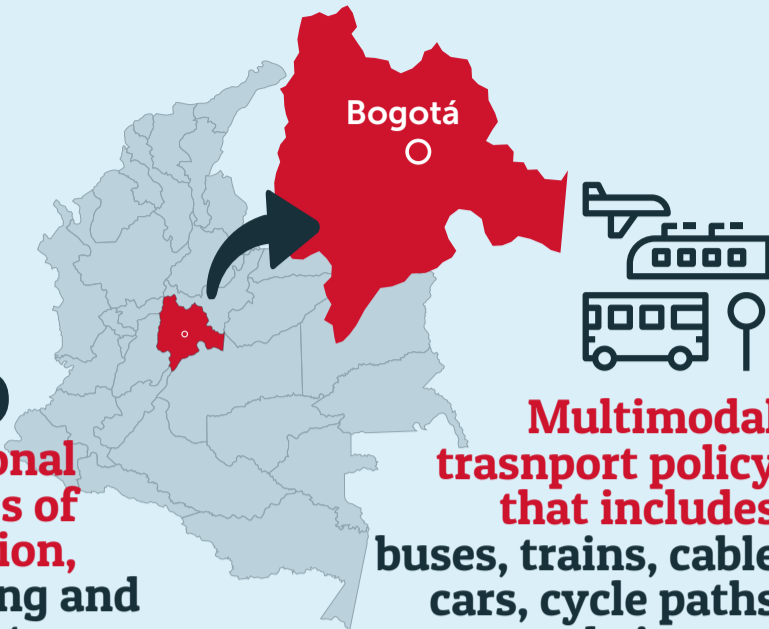 Bogotá
onal
s of
ion,
ng and
Multimodal
trasnport policy
that includes
buses, trains, cable
cars, cycle paths